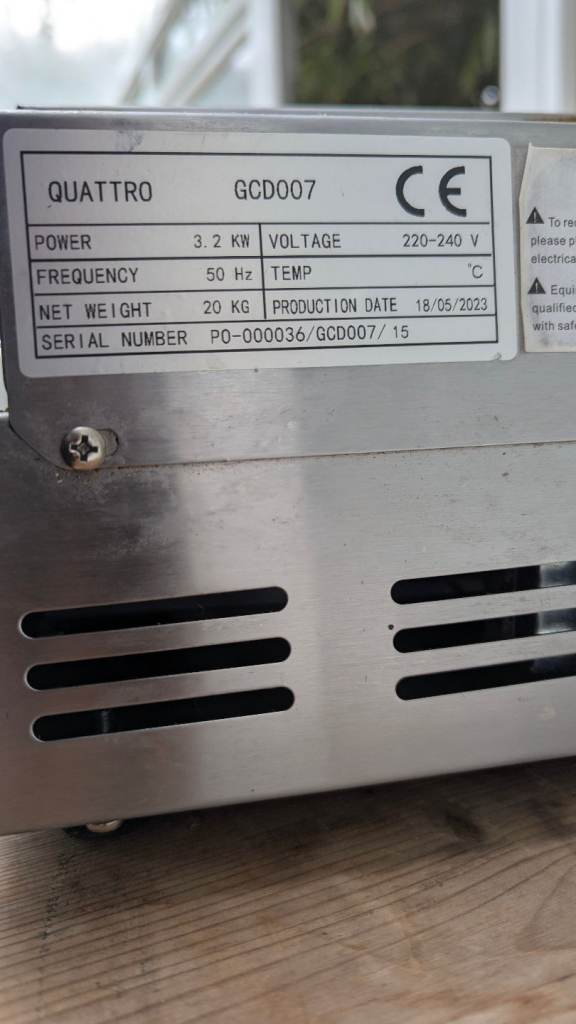 QUATTRO GCD007 CE
POWER 3.2 KW VOLTAGE 220-240 V
FREQUENCY 50 Hz TEMP °C
NET WEIGHT 20 KG PRODUCTION DATE 18/05/2023
SERIAL NUMBER PO-000036/GCD007/ 15
To
please
electrica
Equi
qualified
with safe